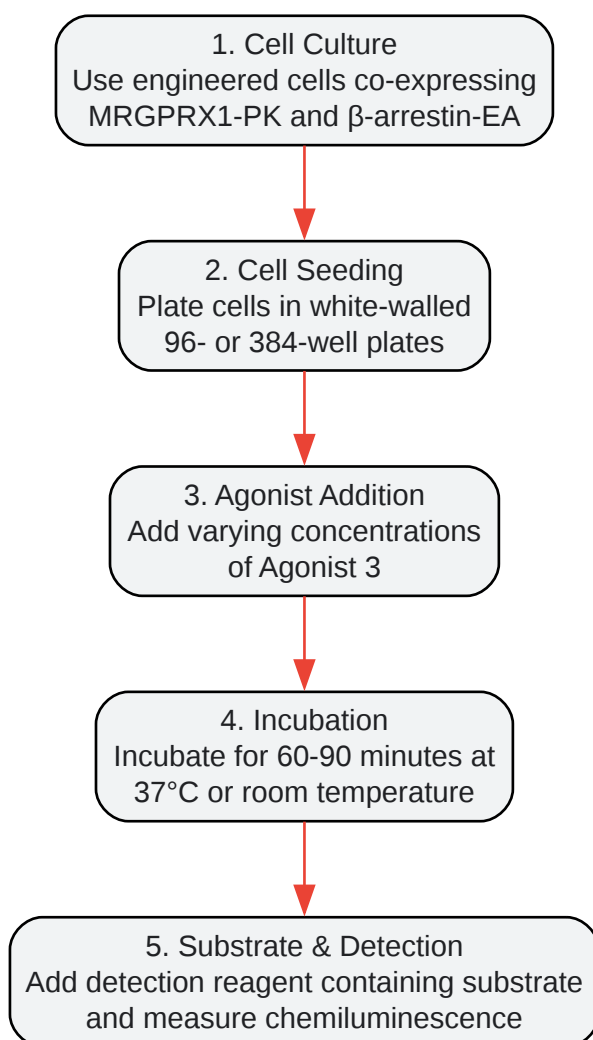 1. Cell Culture
Use engineered cells co-expressing
MRGPRX1-PK and β-arrestin-EA
2. Cell Seeding
Plate cells in white-walled
96- or 384-well plates
3. Agonist Addition
Add varying concentrations
of Agonist 3
4. Incubation
Incubate for 60-90 minutes at
37°C or room temperature
5. Substrate & Detection
Add detection reagent containing substrate
and measure chemiluminescence